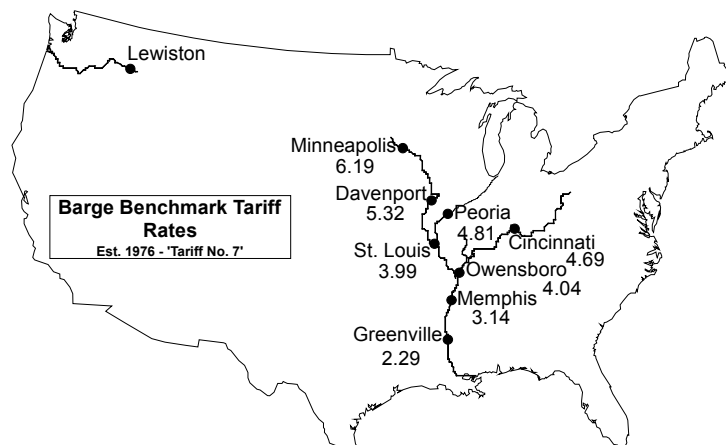 Lewiston
Minneapolis
6.19
Davenport
5.32
Barge Benchmark Tariff
Rates
Est. 1976 - 'Tariff No. 7'
Peoria
4.81
St. Louis
3.99
Cincinnati
4.69
Owensboro
4.04
Memphis
3.14
Greenville
2.29